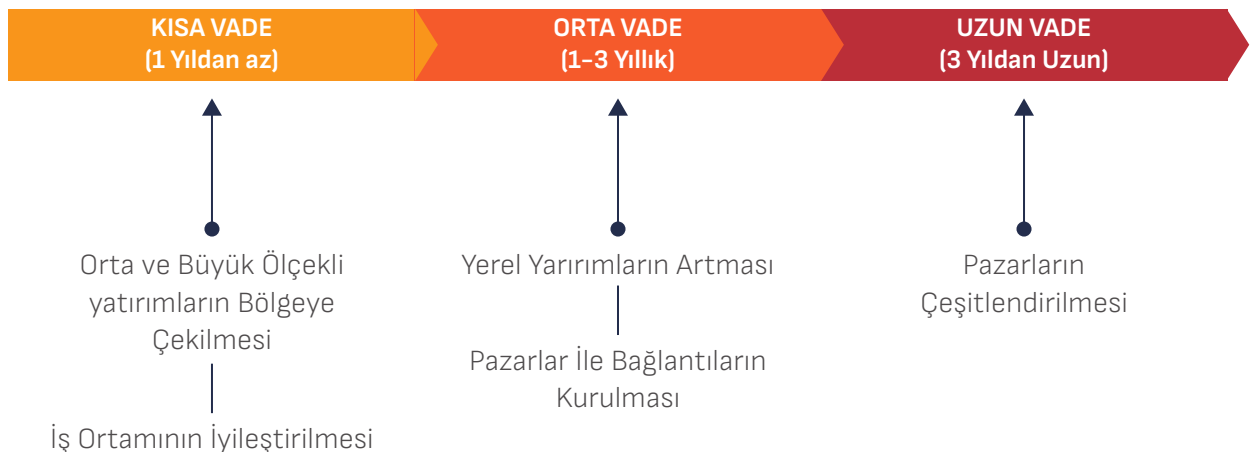 KISA VADE
(1 Yıldan az)
ORTA VADE
(1-3 Yıllık)
UZUN VADE
(3 Yıldan Uzun)
Orta ve Büyük Ölçekli
yatırımların Bölgeye
Çekilmesi
İş Ortamının İyileştirilmesi
Yerel Yarırımların Artması
Pazarlar İle Bağlantıların
Kurulması
Pazarların
Çeşitlendirilmesi